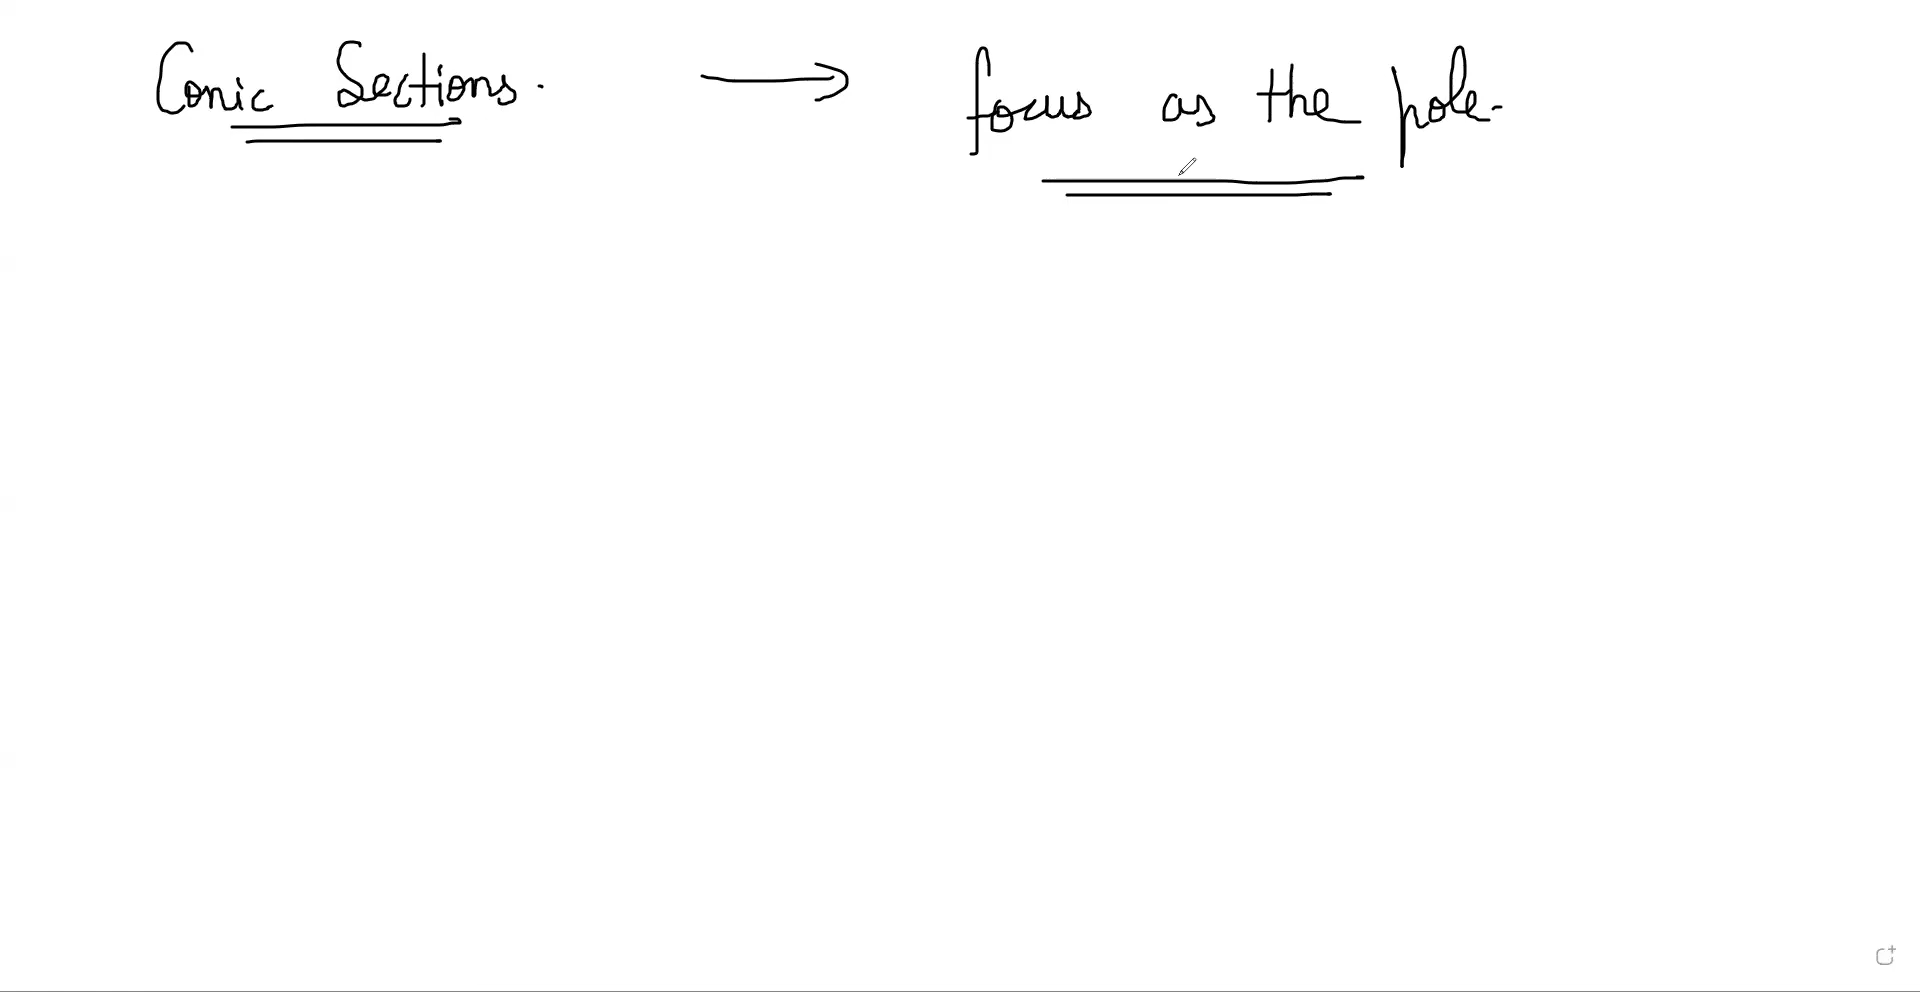 Conic Sections. → focus as the pole.